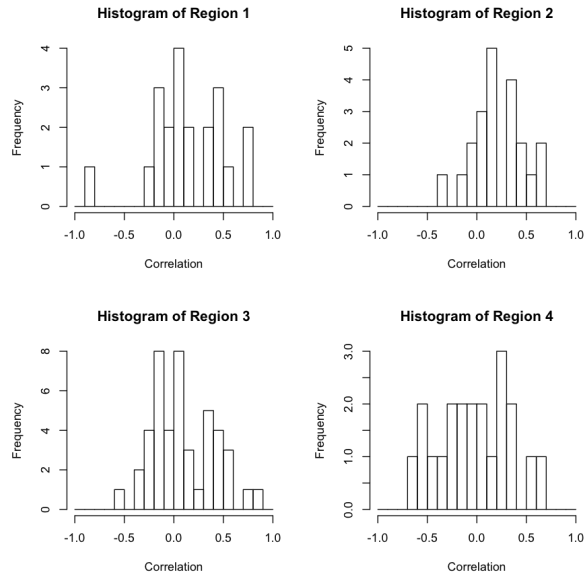 Histogram of Region 1
Frequency
0 1 2 3 4
-1.0 -0.5 0.0 0.5 1.0
Correlation
Histogram of Region 2
Frequency
0 1 2 3 4 5
-1.0 -0.5 0.0 0.5 1.0
Correlation
Histogram of Region 3
Frequency
0 2 4 6 8
-1.0 -0.5 0.0 0.5 1.0
Correlation
Histogram of Region 4
Frequency
0.0 1.0 2.0 3.0
-1.0 -0.5 0.0 0.5 1.0
Correlation